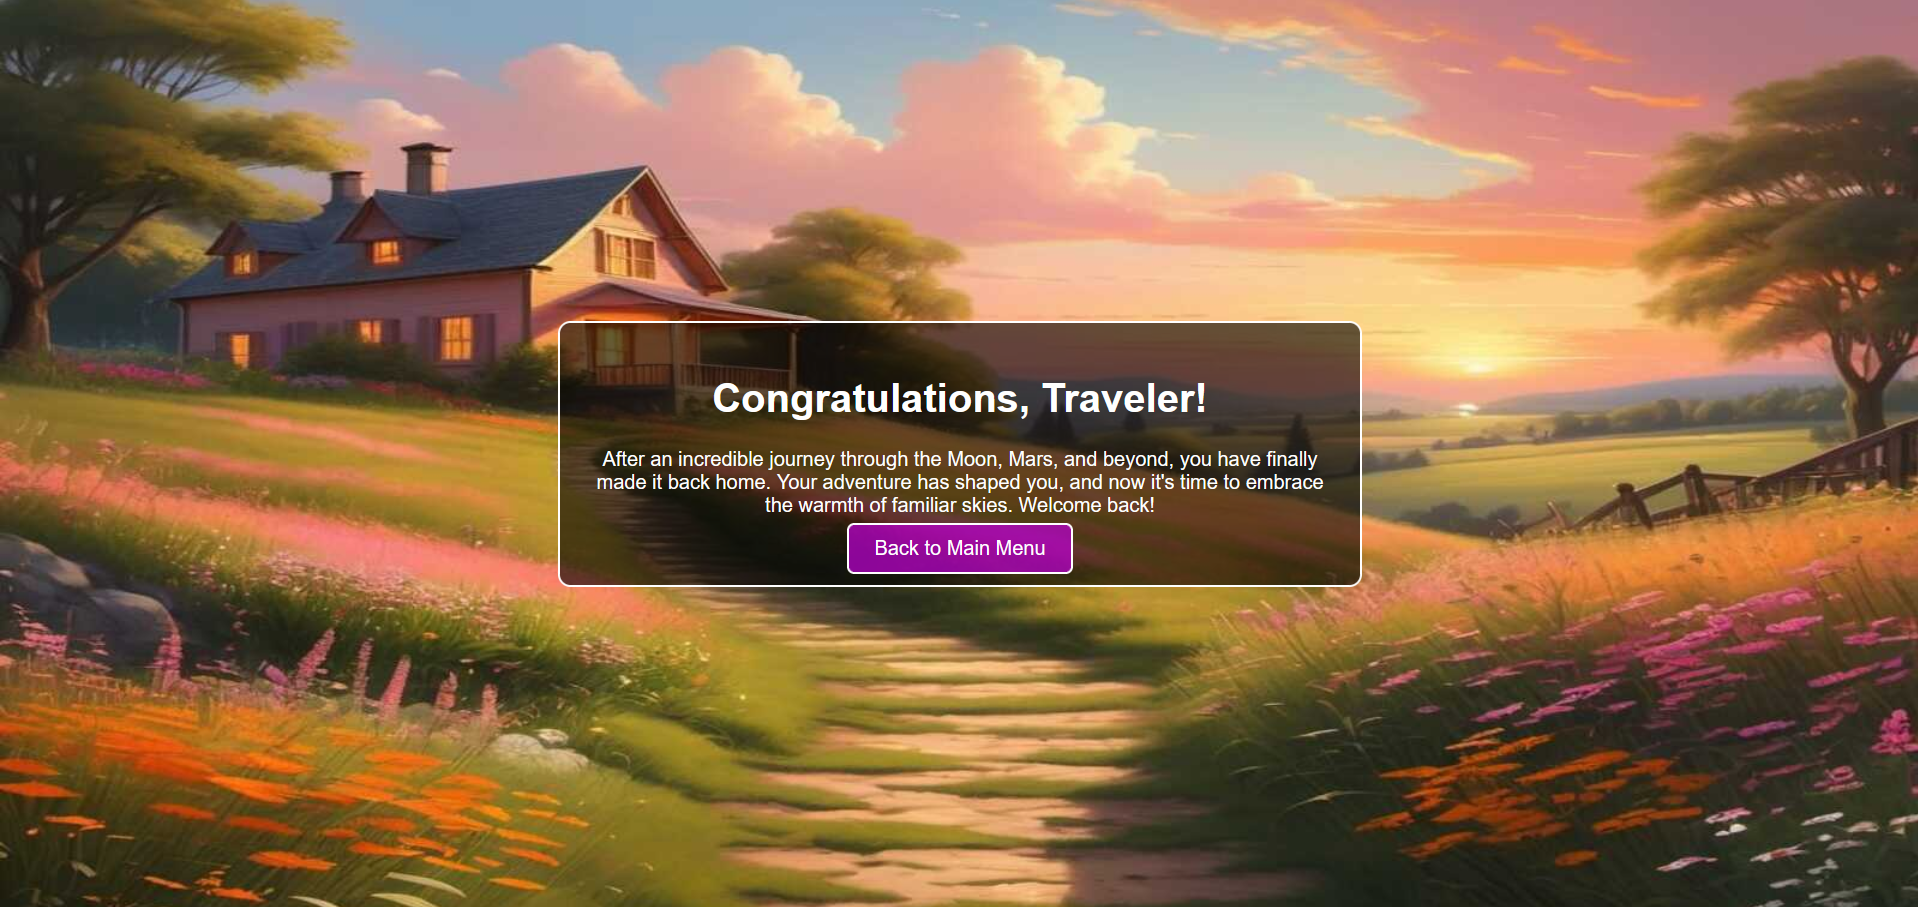 Congratulations, Traveler!
After an incredible journey through the Moon, Mars, and beyond, you have finally
made it back home. Your adventure has shaped you, and now it's time to embrace
the warmth of familiar skies. Welcome back!
Back to Main Menu